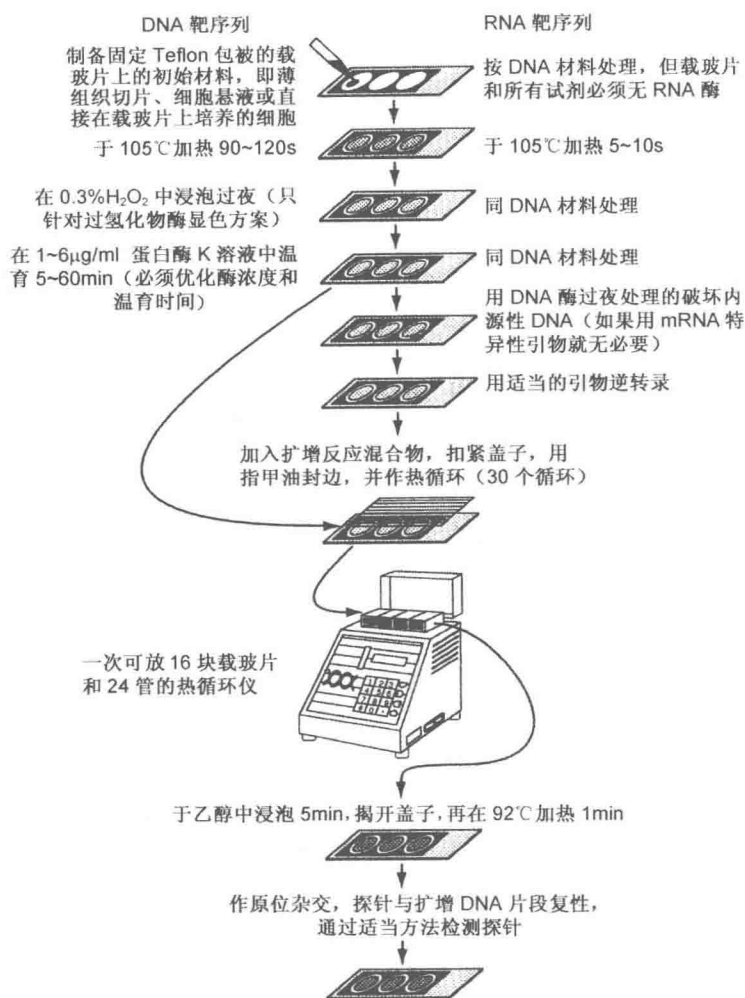 DNA 靶序列
RNA 靶序列
制备固定 Teflon 包被的载
玻片上的初始材料，即薄
组织切片、细胞悬液或直
接在载玻片上培养的细胞
按 DNA 材料处理，但载玻片
和所有试剂必须无 RNA 酶
于 105℃加热 90~120s
于 105℃加热 5~10s
在 0.3%H₂O₂ 中浸泡过夜（只
针对过氢化物酶显色方案）
同 DNA 材料处理
在 1~6μg/ml 蛋白酶 K 溶液中温
育 5~60min（必须优化酶浓度和
温育时间）
同 DNA 材料处理
用 DNA 酶过夜处理的破坏内
源性 DNA（如果用 mRNA 特
异性引物就无必要）
用适当的引物逆转录
加入扩增反应混合物，扣紧盖子，用
指甲油封边，并作热循环（30 个循环）
一次可放 16 块载玻片
和 24 管的热循环仪
于乙醇中浸泡 5min，揭开盖子，再在 92℃加热 1min
作原位杂交，探针与扩增 DNA 片段复性，
通过适当方法检测探针